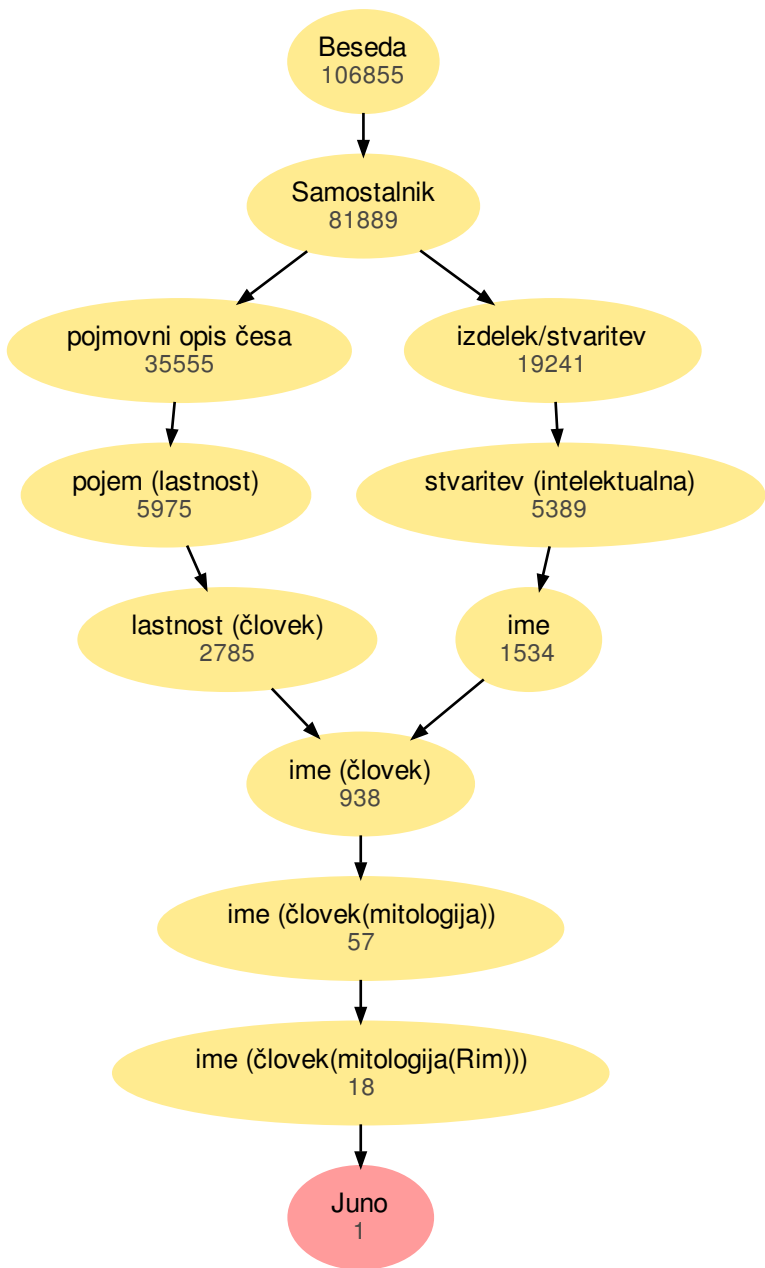 Beseda
106855
Samostalnik
81889
pojmovni opis česa
35555
izdelek/stvaritev
19241
pojem (lastnost)
5975
stvaritev (intelektualna)
5389
lastnost (človek)
2785
ime
1534
ime (človek)
938
ime (človek(mitologija))
57
ime (človek(mitologija(Rim)))
18
Juno
1